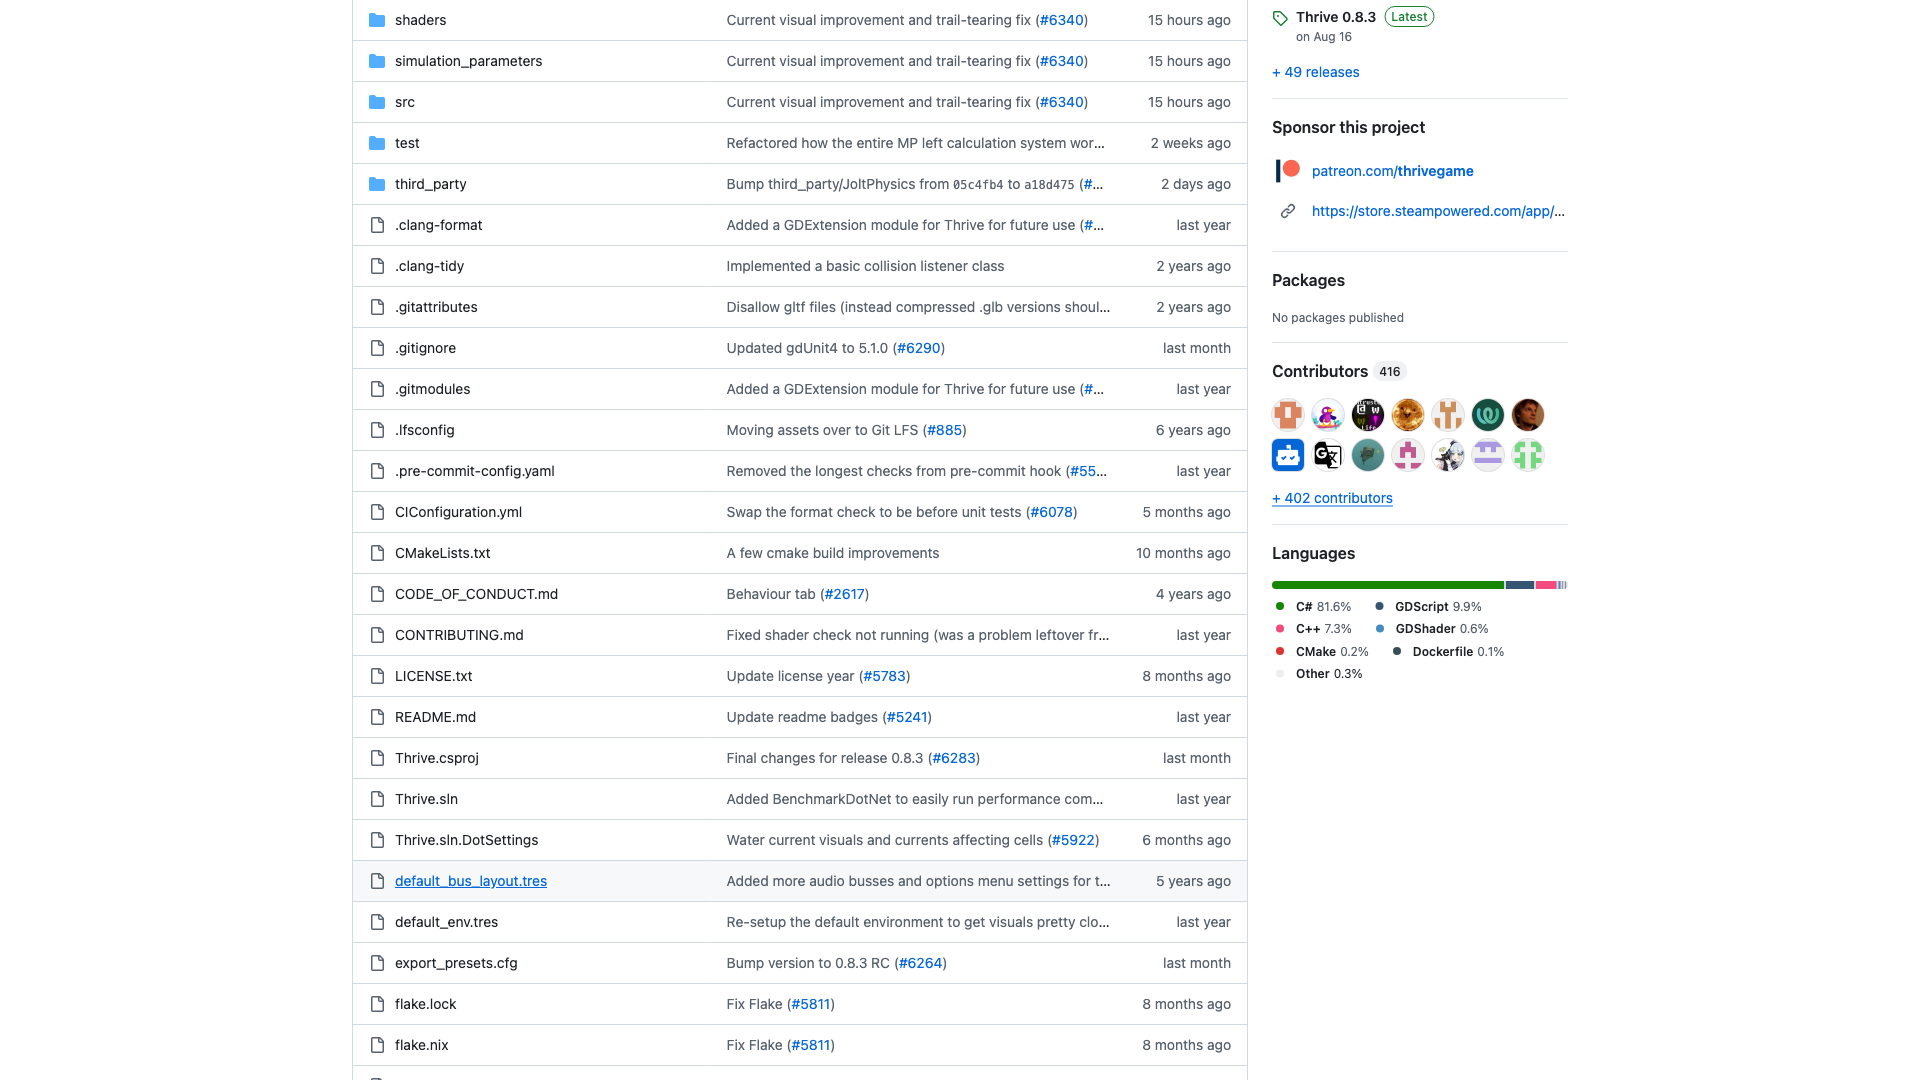 shaders Current visual improvement and trail-tearing fix (#6340) 15 hours ago
simulation_parameters Current visual improvement and trail-tearing fix (#6340) 15 hours ago
src Current visual improvement and trail-tearing fix (#6340) 15 hours ago
test Refactored how the entire MP left calculation system wor... 2 weeks ago
third_party Bump third_party/JoltPhysics from 05c4fb4 to a18d475 (#... 2 days ago
.clang-format Added a GDExtension module for Thrive for future use (#... last year
.clang-tidy Implemented a basic collision listener class 2 years ago
.gitattributes Disallow gltf files (instead compressed .glb versions shoul... 2 years ago
.gitignore Updated gdUnit4 to 5.1.0 (#6290) last month
.gitmodules Added a GDExtension module for Thrive for future use (#... last year
.lfsconfig Moving assets over to Git LFS (#885) 6 years ago
.pre-commit-config.yaml Removed the longest checks from pre-commit hook (#55... last year
CIConfiguration.yml Swap the format check to be before unit tests (#6078) 5 months ago
CMakeLists.txt A few cmake build improvements 10 months ago
CODE_OF_CONDUCT.md Behaviour tab (#2617) 4 years ago
CONTRIBUTING.md Fixed shader check not running (was a problem leftover fr... last year
LICENSE.txt Update license year (#5783) 8 months ago
README.md Update readme badges (#5241) last year
Thrive.csproj Final changes for release 0.8.3 (#6283) last month
Thrive.sln Added BenchmarkDotNet to easily run performance com... last year
Thrive.sln.DotSettings Water current visuals and currents affecting cells (#5922) 6 months ago
default_bus_layout.tres Added more audio busses and options menu settings for t... 5 years ago
default_env.tres Re-setup the default environment to get visuals pretty clo... last year
export_presets.cfg Bump version to 0.8.3 RC (#6264) last month
flake.lock Fix Flake (#5811) 8 months ago
flake.nix Fix Flake (#5811) 8 months ago
Thrive 0.8.3 Latest
on Aug 16
+ 49 releases
Sponsor this project
patreon.com/thrivegame
https://store.steampowered.com/app/...
Packages
No packages published
Contributors 416
+ 402 contributors
Languages
C# 81.6% GDScript 9.9%
C++ 7.3% GDShader 0.6%
CMake 0.2% Dockerfile 0.1%
Other 0.3%